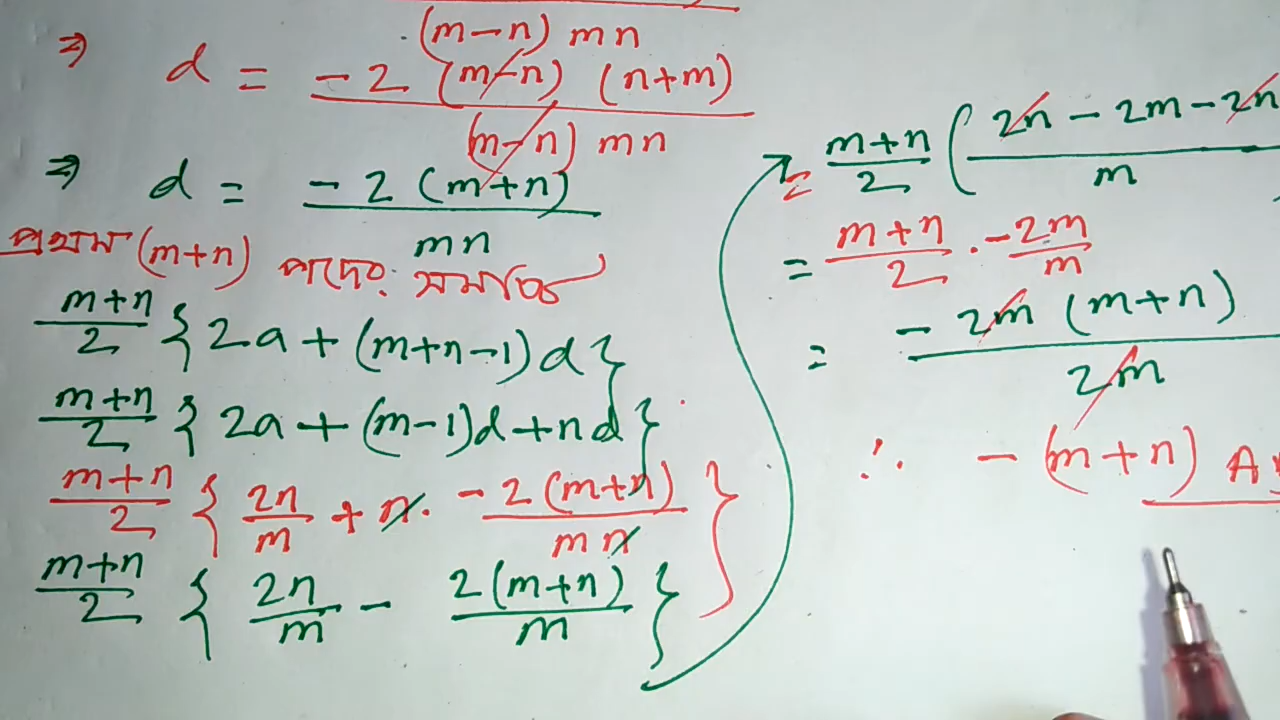 (m-n) mn
⇒ d = -2 (m-n) (n+m) / (m-n) mn
⇒ d = -2 (m+n) / mn
প্রথম (m+n) পদের সমষ্টি
m+n/2 {2a + (m+n-1)d}
m+n/2 {2a + (m-1)d + nd}
m+n/2 {2n/m + n. -2(m+n)/mn}
m+n/2 {2n/m - 2(m+n)/m}
= m+n/2 (2n - 2m - 2n / m
= m+n/2 . -2m/m
= -2m (m+n) / 2m
∴ -(m+n)